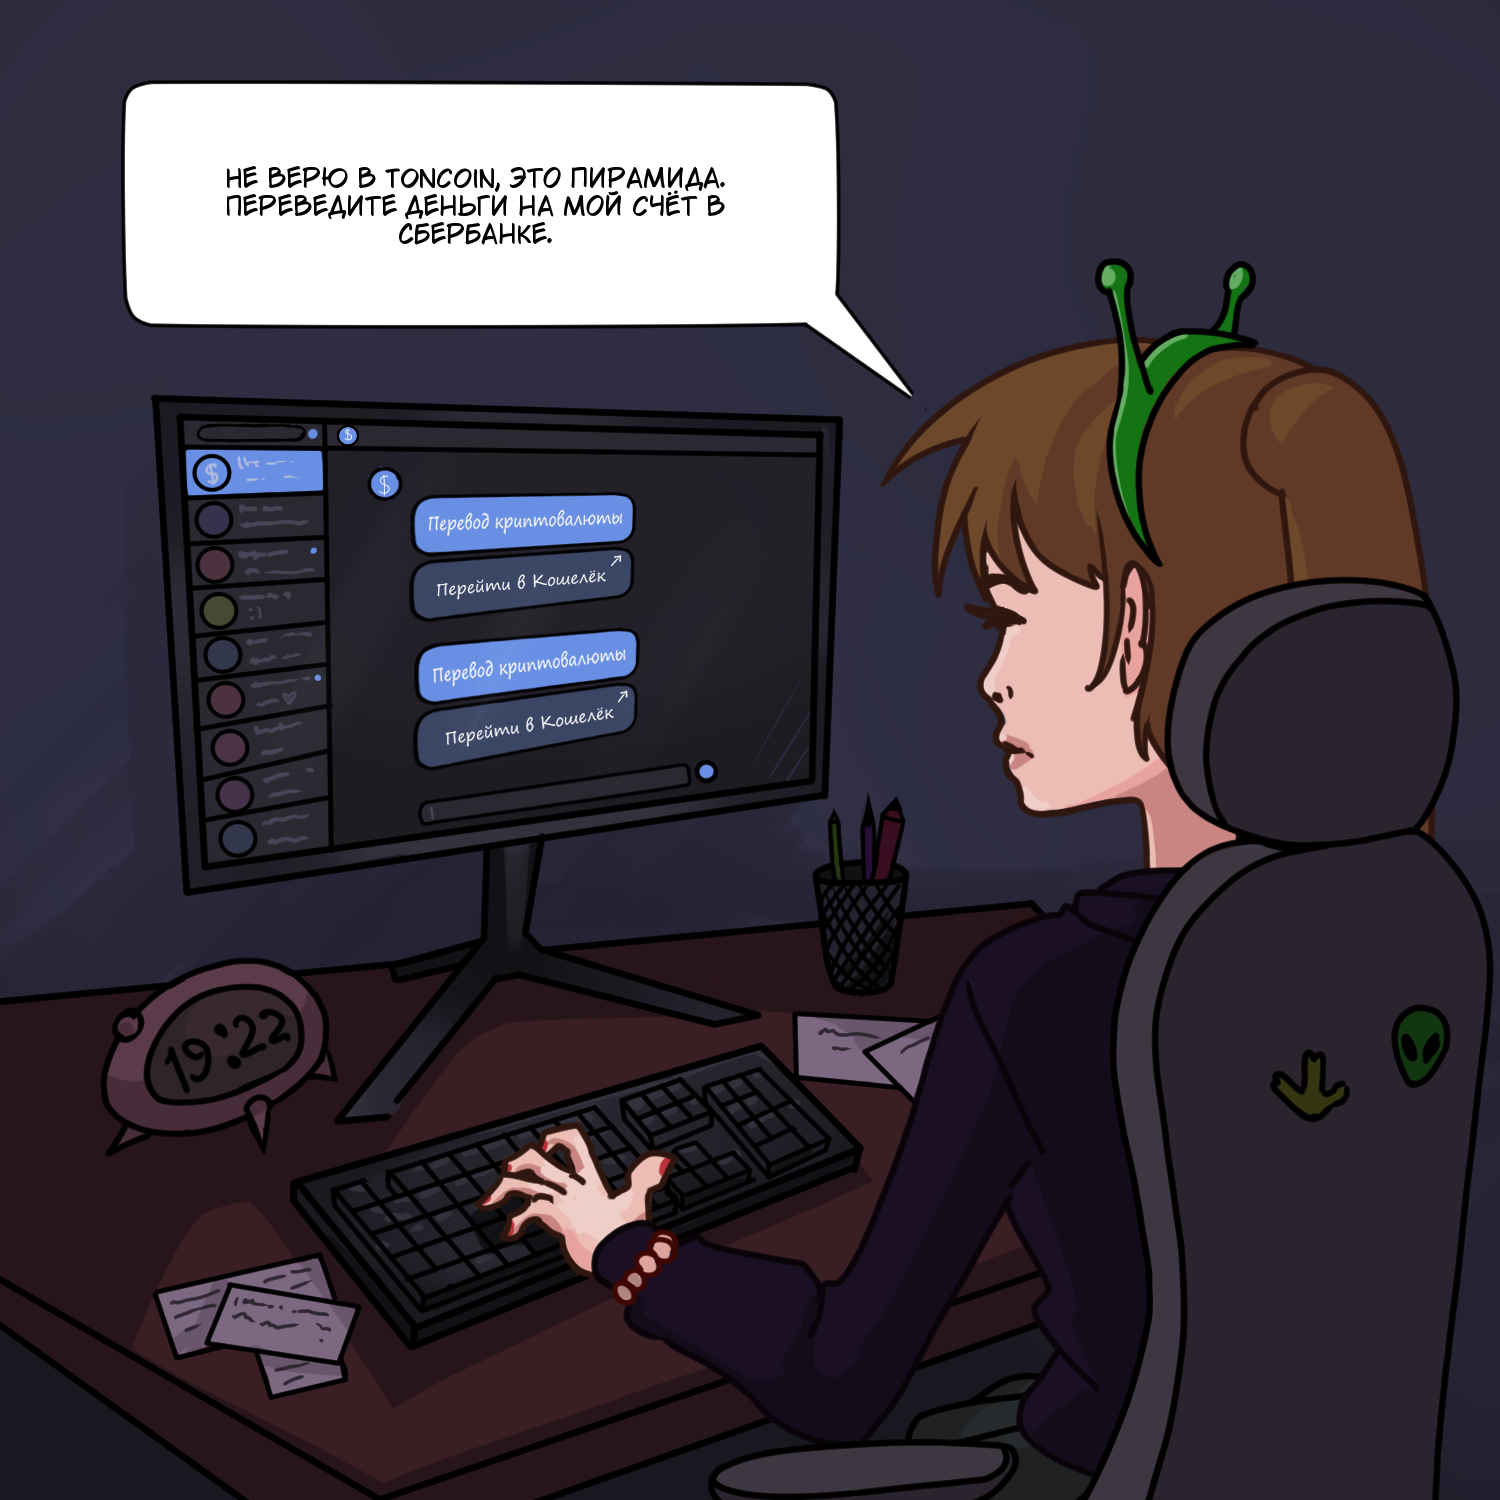 НЕ ВЕРЮ В TONCOIN, ЭТО ПИРАМИДА.
ПЕРЕВЕДИТЕ ДЕНЬГИ НА МОЙ СЧЁТ В
СБЕРБАНКЕ.
$
$
$
Перевод криптовалюты
Перейти в Кошелёк
:)
Перевод криптовалюты
Перейти в Кошелёк
19:22